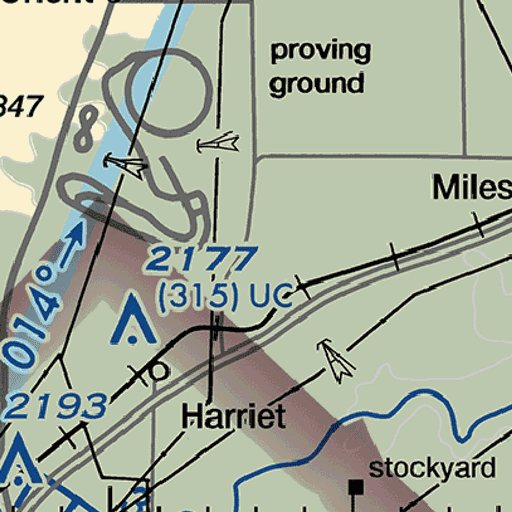 proving
ground
347
Miles
2177
(315) UC
014°
2193
Harriet
stockyard